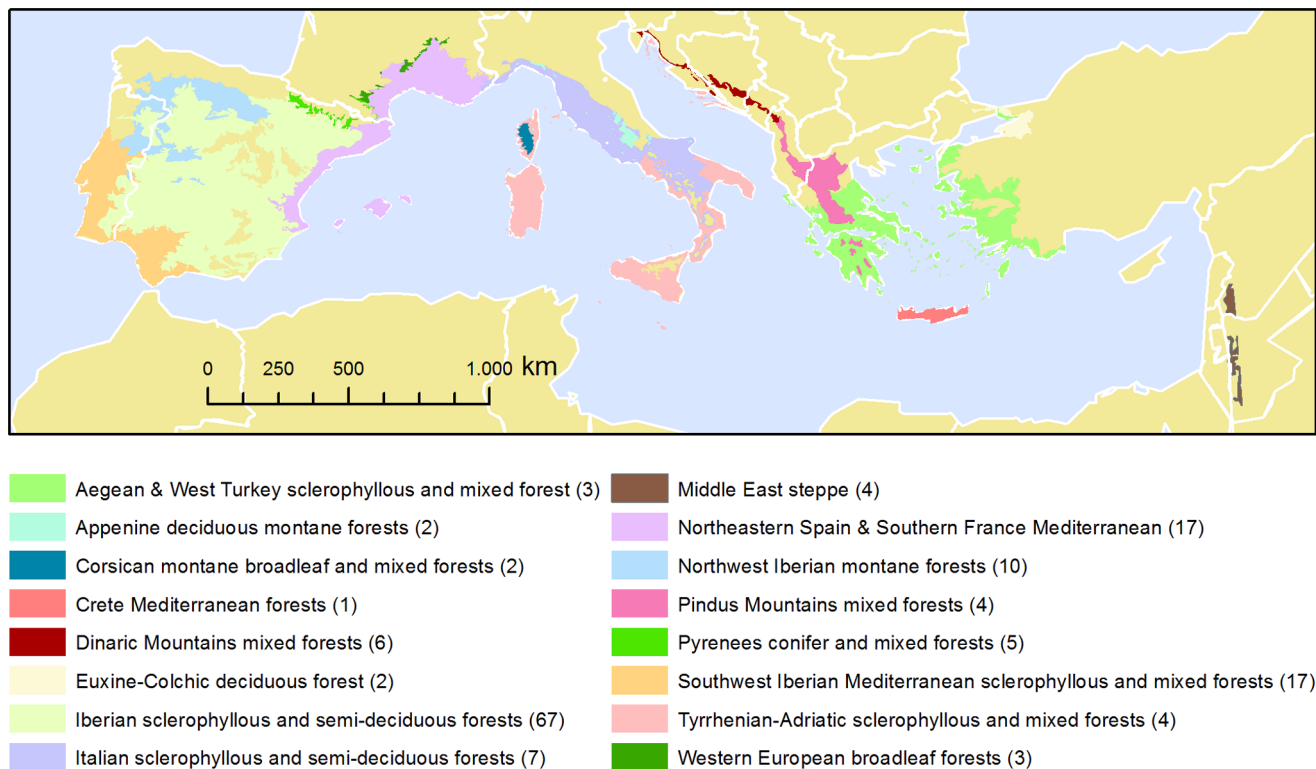 0 250 500 1.000 km
Aegean & West Turkey sclerophyllous and mixed forest (3)
Appenine deciduous montane forests (2)
Corsican montane broadleaf and mixed forests (2)
Crete Mediterranean forests (1)
Dinaric Mountains mixed forests (6)
Euxine-Colchic deciduous forest (2)
Iberian sclerophyllous and semi-deciduous forests (67)
Italian sclerophyllous and semi-deciduous forests (7)
Middle East steppe (4)
Northeastern Spain & Southern France Mediterranean (17)
Northwest Iberian montane forests (10)
Pindus Mountains mixed forests (4)
Pyrenees conifer and mixed forests (5)
Southwest Iberian Mediterranean sclerophyllous and mixed forests (17)
Tyrrhenian-Adriatic sclerophyllous and mixed forests (4)
Western European broadleaf forests (3)